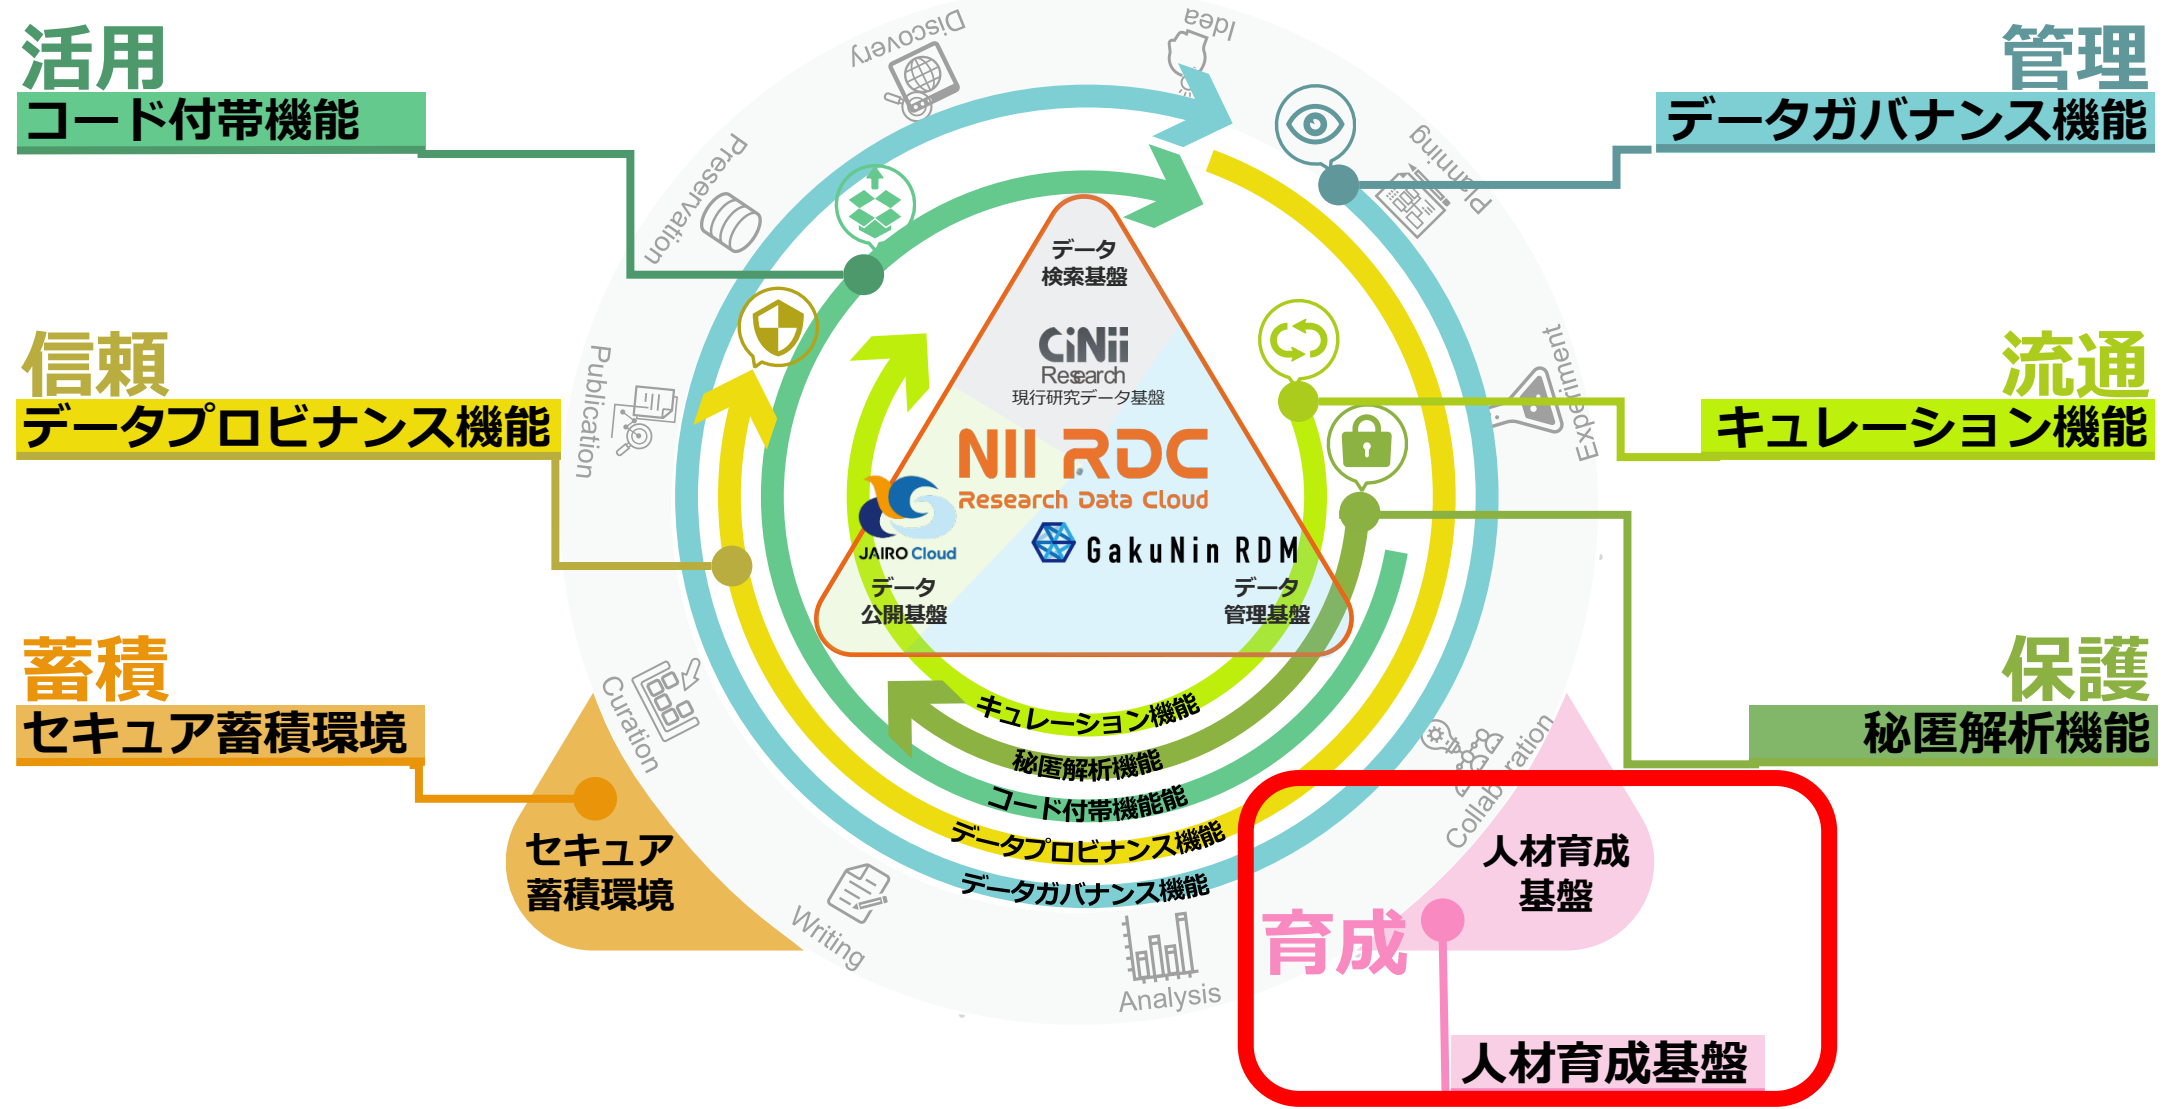 活用
コード付帯機能
管理
データガバナンス機能
信頼
データプロビナンス機能
流通
キュレーション機能
蓄積
セキュア蓄積環境
保護
秘匿解析機能
Discovery
Idea
Planning
Experiment
Collaboration
Analysis
Writing
Curation
Publication
Preservation
データ
検索基盤
CiNii
Research
現行研究データ基盤
NII RDC
Research Data Cloud
JAIRO Cloud
GakuNin RDM
データ
公開基盤
データ
管理基盤
キュレーション機能
秘匿解析機能
コード付帯機能能
データプロビナンス機能
データガバナンス機能
セキュア
蓄積環境
人材育成
基盤
育成
人材育成基盤